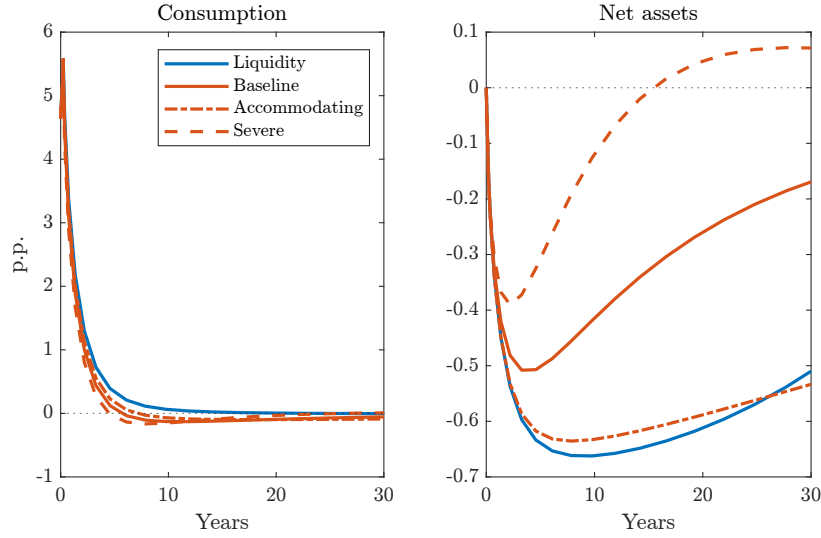 Consumption
6
5
4
3
2
1
0
-1
p.p.
0
10
20
30
Years
Liquidity
Baseline
Accommodating
Severe
Net assets
0.1
0
-0.1
-0.2
-0.3
-0.4
-0.5
-0.6
-0.7
0
10
20
30
Years